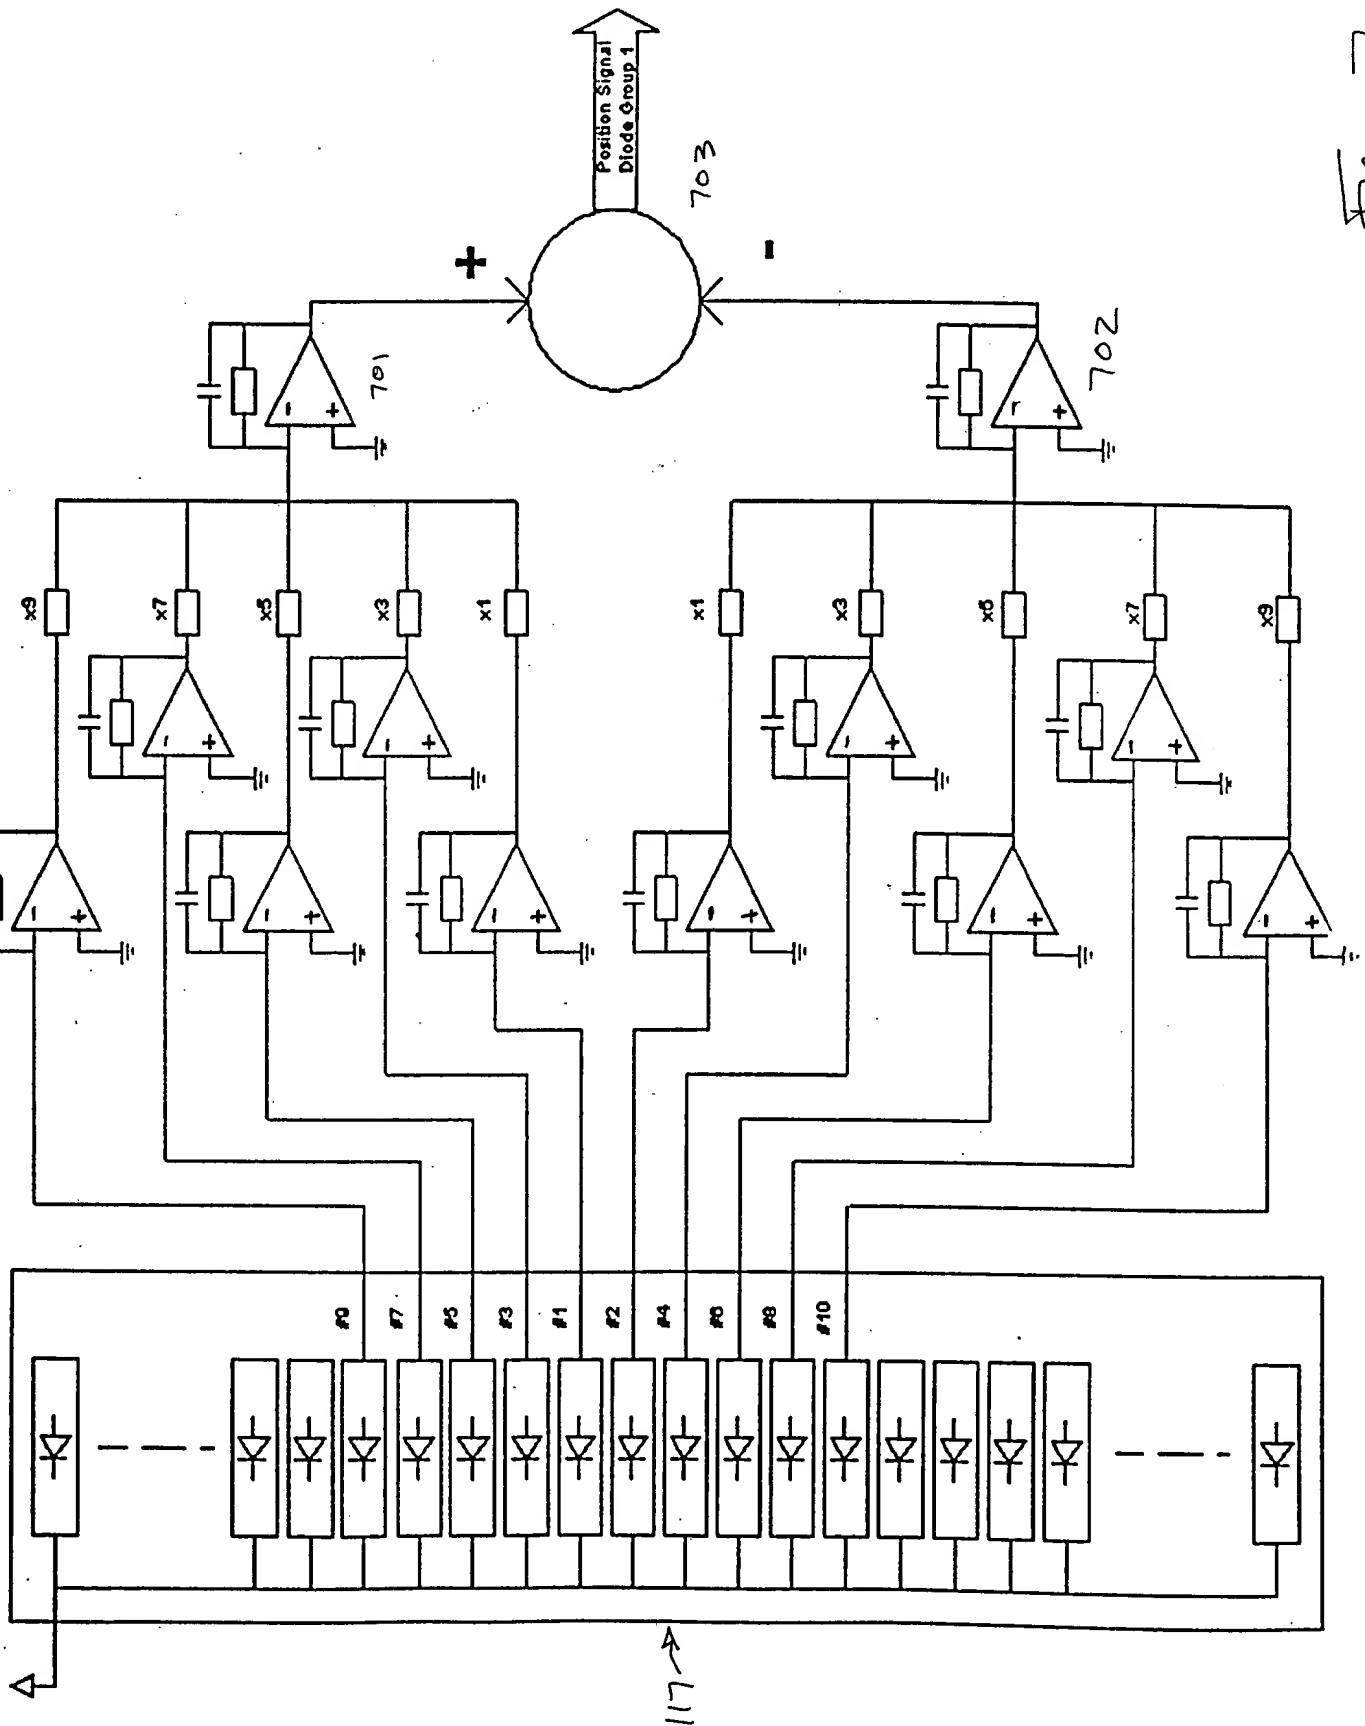 Position Signal
Diode Group 1
703
+
-
701
702
- +
r +
x9
x7
x5
x3
x1
x1
x3
x5
x7
x9
- +
- +
- +
- +
- +
- +
- +
- +
- +
- +
#9
#7
#5
#3
#1
#2
#4
#6
#8
#10
117